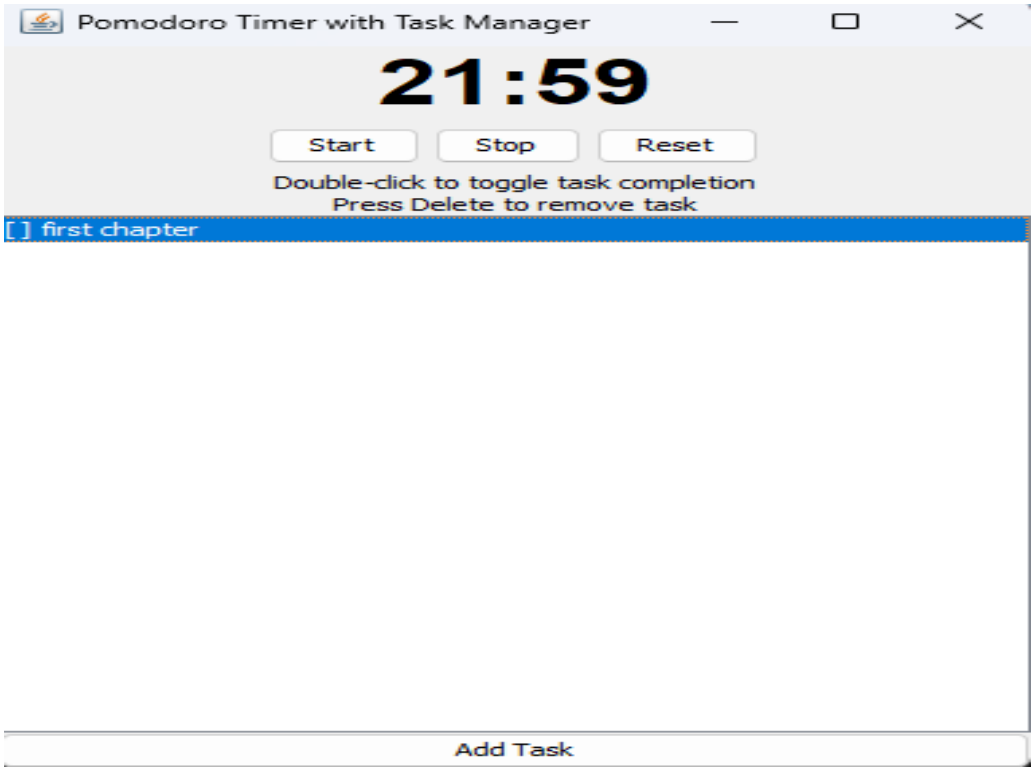 Pomodoro Timer with Task Manager
21:59
Start Stop Reset
Double-click to toggle task completion
Press Delete to remove task
[ ] first chapter
Add Task